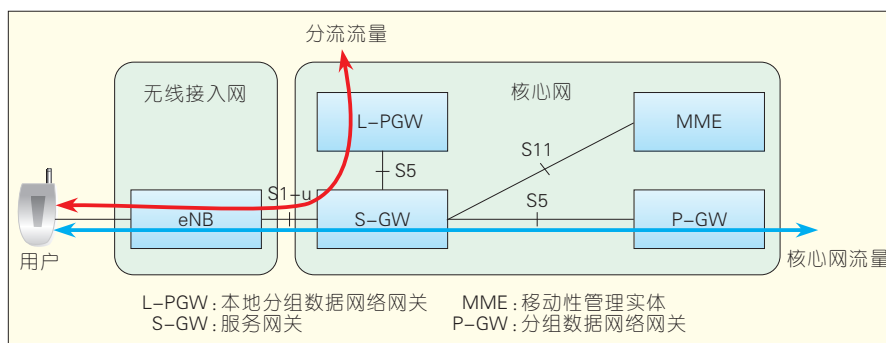 分流流量
无线接入网
核心网
L-PGW
MME
S11
S5
S1-u
S5
eNB
S-GW
P-GW
用户
核心网流量
L-PGW:本地分组数据网络网关 MME:移动性管理实体
S-GW:服务网关 P-GW:分组数据网络网关